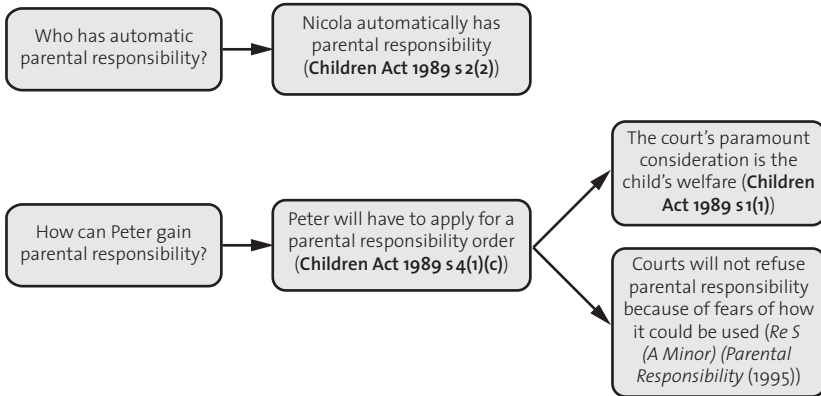 Who has automatic
parental responsibility?
Nicola automatically has
parental responsibility
(Children Act 1989 s 2(2))
How can Peter gain
parental responsibility?
Peter will have to apply for a
parental responsibility order
(Children Act 1989 s 4(1)(c))
The court’s paramount
consideration is the
child’s welfare (Children
Act 1989 s 1(1))
Courts will not refuse
parental responsibility
because of fears of how
it could be used (Re S
(A Minor) (Parental
Responsibility (1995))